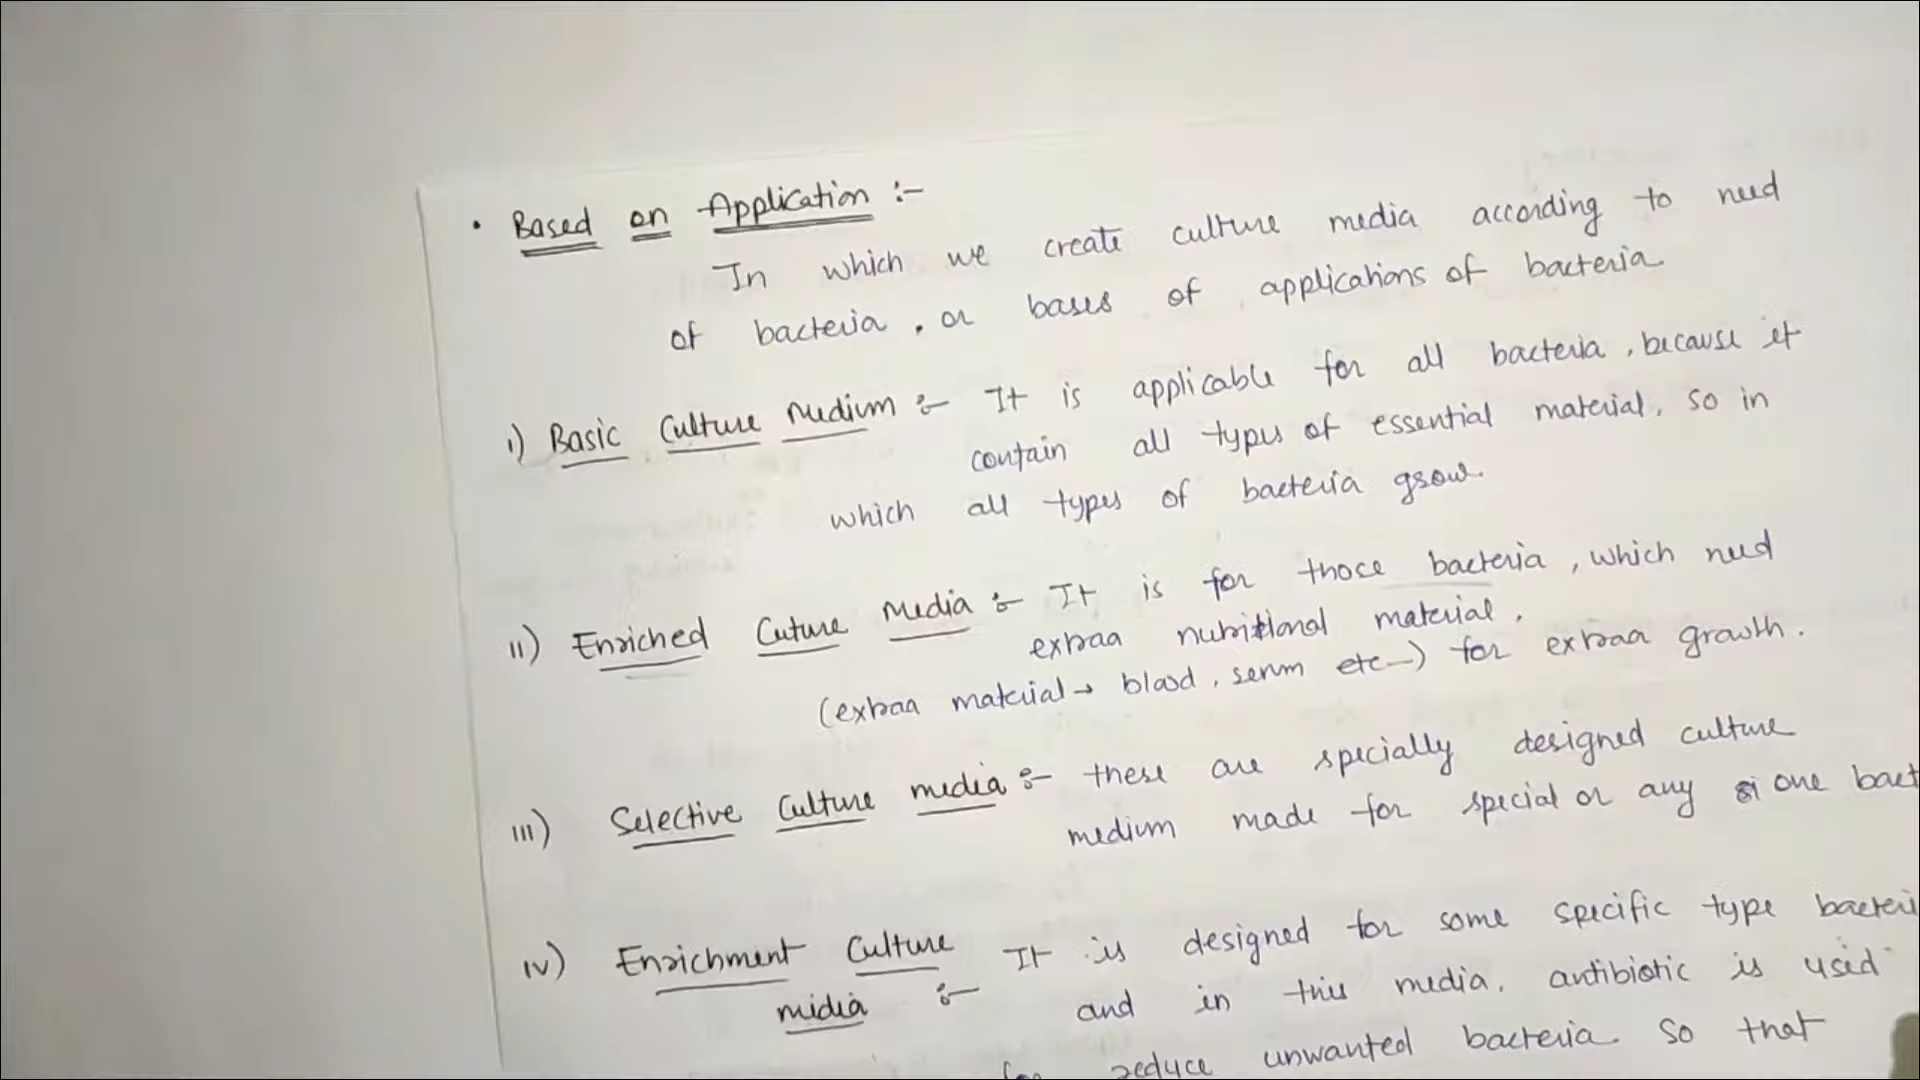 • Based on Application :-
In which we create culture media according to need
of bacteria, or bases of applications of bacteria
i) Basic Culture Medium :- It is applicable for all bacteria, because it
contain all types of essential material, so in
which all types of bacteria grow.
ii) Enriched Cuture Media :- It is for those bacteria, which need
extraa nutritional material.
(extraa material → blood, serum etc--) for extraa growth.
iii) Selective Culture media :- these are specially designed culture
medium made for special or any one bact
iv) Enrichment Culture It is designed for some specific type bacteri
midia :- and in this media, antibiotic is used
for reduce unwanted bacteria so that